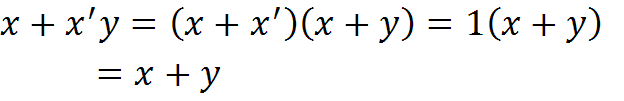 x + x′y = (x + x′)(x + y) = 1(x + y)
= x + y